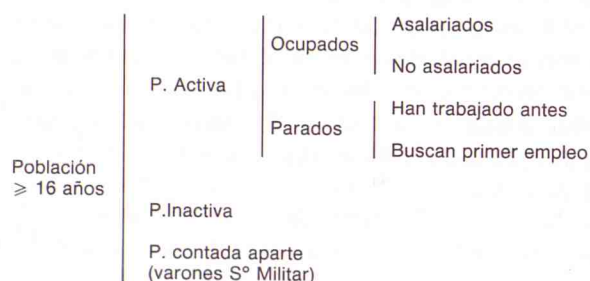 Asalariados
Ocupados
No asalariados
P. Activa
Han trabajado antes
Parados
Buscan primer empleo
Población
⩾ 16 años
P.Inactiva
P. contada aparte
(varones Sº Militar)